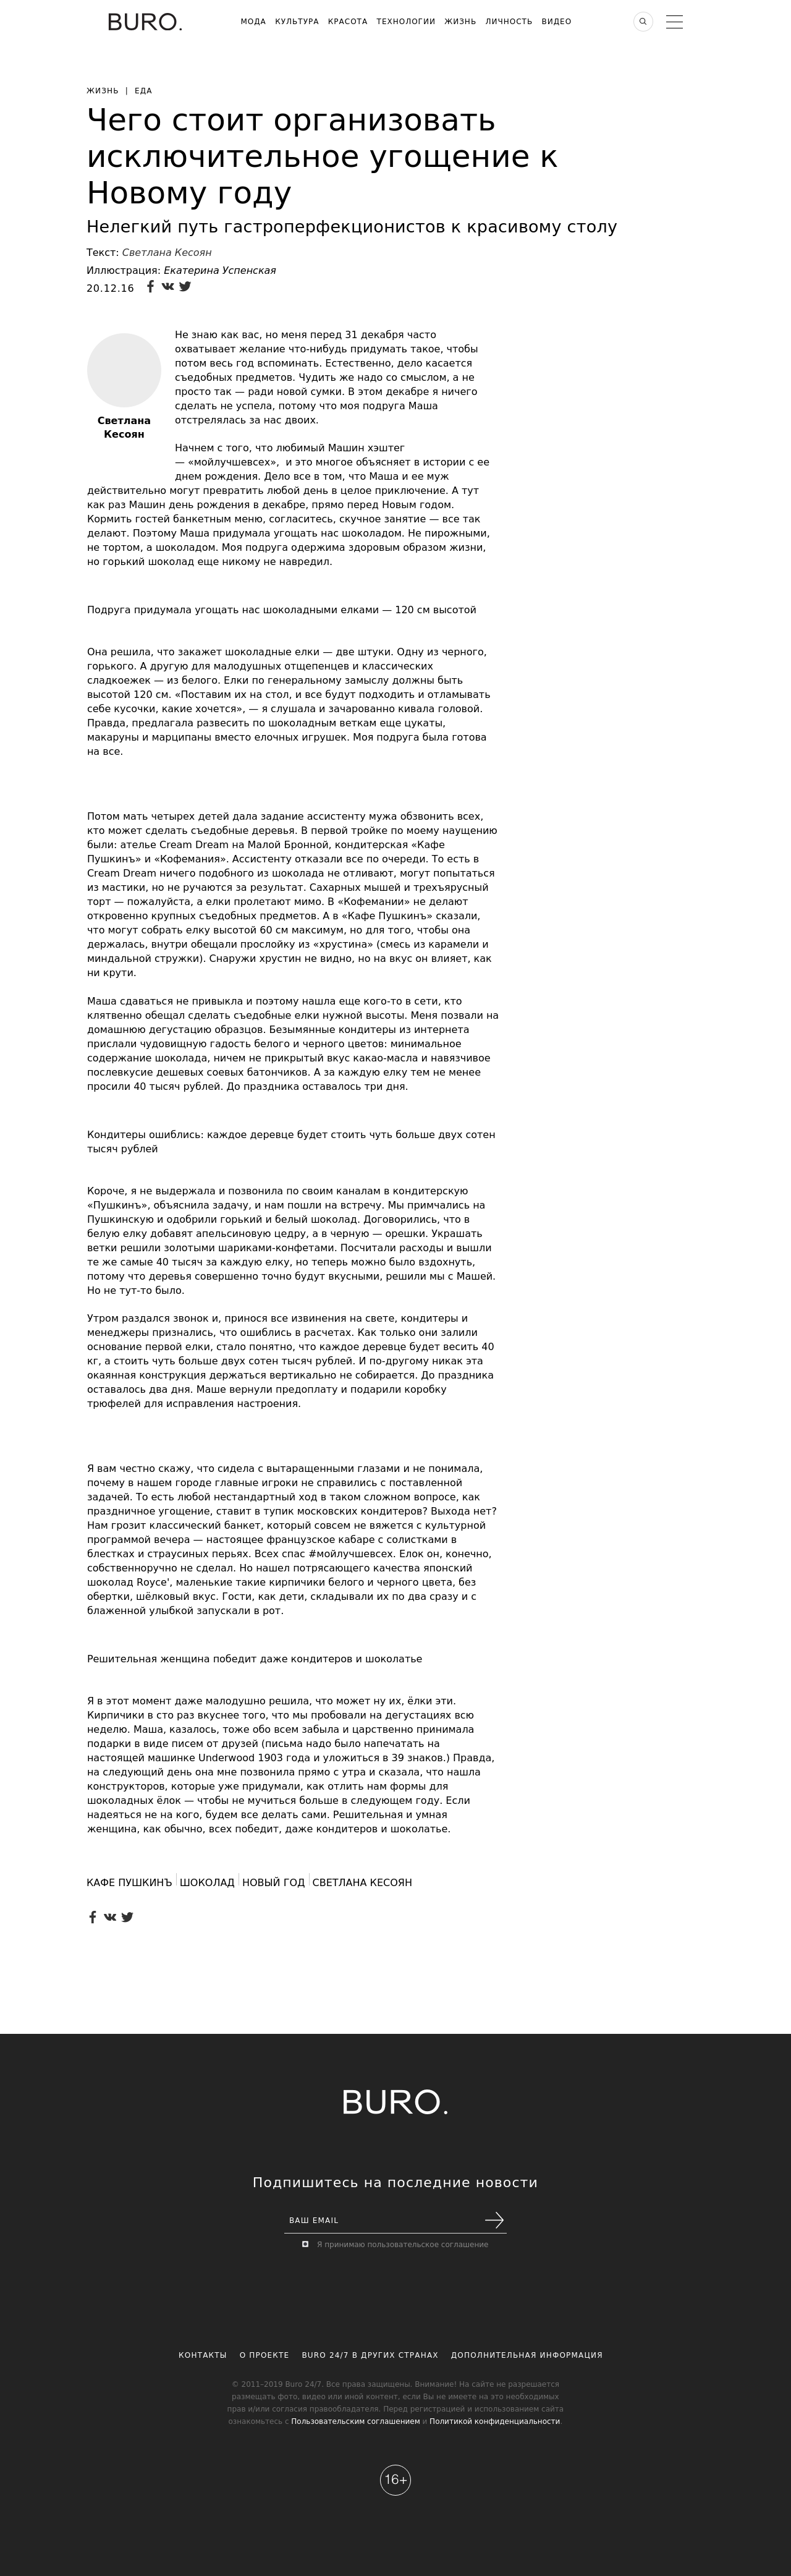 BURO.
МОДА КУЛЬТУРА КРАСОТА ТЕХНОЛОГИИ ЖИЗНЬ ЛИЧНОСТЬ ВИДЕО
ЖИЗНЬ | ЕДА
Чего стоит организовать
исключительное угощение к
Новому году
Нелегкий путь гастроперфекционистов к красивому столу
Текст: Светлана Кесоян
Иллюстрация: Екатерина Успенская
20.12.16
Светлана
Кесоян
Не знаю как вас, но меня перед 31 декабря часто
охватывает желание что-нибудь придумать такое, чтобы
потом весь год вспоминать. Естественно, дело касается
съедобных предметов. Чудить же надо со смыслом, а не
просто так — ради новой сумки. В этом декабре я ничего
сделать не успела, потому что моя подруга Маша
отстрелялась за нас двоих.
Начнем с того, что любимый Машин хэштег
— «мойлучшевсех»,  и это многое объясняет в истории с ее
днем рождения. Дело все в том, что Маша и ее муж
действительно могут превратить любой день в целое приключение. А тут
как раз Машин день рождения в декабре, прямо перед Новым годом.
Кормить гостей банкетным меню, согласитесь, скучное занятие — все так
делают. Поэтому Маша придумала угощать нас шоколадом. Не пирожными,
не тортом, а шоколадом. Моя подруга одержима здоровым образом жизни,
но горький шоколад еще никому не навредил.
Подруга придумала угощать нас шоколадными елками — 120 см высотой
Она решила, что закажет шоколадные елки — две штуки. Одну из черного,
горького. А другую для малодушных отщепенцев и классических
сладкоежек — из белого. Елки по генеральному замыслу должны быть
высотой 120 см. «Поставим их на стол, и все будут подходить и отламывать
себе кусочки, какие хочется», — я слушала и зачарованно кивала головой.
Правда, предлагала развесить по шоколадным веткам еще цукаты,
макаруны и марципаны вместо елочных игрушек. Моя подруга была готова
на все.
Потом мать четырех детей дала задание ассистенту мужа обзвонить всех,
кто может сделать съедобные деревья. В первой тройке по моему наущению
были: ателье Cream Dream на Малой Бронной, кондитерская «Кафе
Пушкинъ» и «Кофемания». Ассистенту отказали все по очереди. То есть в
Cream Dream ничего подобного из шоколада не отливают, могут попытаться
из мастики, но не ручаются за результат. Сахарных мышей и трехъярусный
торт — пожалуйста, а елки пролетают мимо. В «Кофемании» не делают
откровенно крупных съедобных предметов. А в «Кафе Пушкинъ» сказали,
что могут собрать елку высотой 60 см максимум, но для того, чтобы она
держалась, внутри обещали прослойку из «хрустина» (смесь из карамели и
миндальной стружки). Снаружи хрустин не видно, но на вкус он влияет, как
ни крути.
Маша сдаваться не привыкла и поэтому нашла еще кого-то в сети, кто
клятвенно обещал сделать съедобные елки нужной высоты. Меня позвали на
домашнюю дегустацию образцов. Безымянные кондитеры из интернета
прислали чудовищную гадость белого и черного цветов: минимальное
содержание шоколада, ничем не прикрытый вкус какао-масла и навязчивое
послевкусие дешевых соевых батончиков. А за каждую елку тем не менее
просили 40 тысяч рублей. До праздника оставалось три дня.
Кондитеры ошиблись: каждое деревце будет стоить чуть больше двух сотен
тысяч рублей
Короче, я не выдержала и позвонила по своим каналам в кондитерскую
«Пушкинъ», объяснила задачу, и нам пошли на встречу. Мы примчались на
Пушкинскую и одобрили горький и белый шоколад. Договорились, что в
белую елку добавят апельсиновую цедру, а в черную — орешки. Украшать
ветки решили золотыми шариками-конфетами. Посчитали расходы и вышли
те же самые 40 тысяч за каждую елку, но теперь можно было вздохнуть,
потому что деревья совершенно точно будут вкусными, решили мы с Машей.
Но не тут-то было.
Утром раздался звонок и, принося все извинения на свете, кондитеры и
менеджеры признались, что ошиблись в расчетах. Как только они залили
основание первой елки, стало понятно, что каждое деревце будет весить 40
кг, а стоить чуть больше двух сотен тысяч рублей. И по-другому никак эта
окаянная конструкция держаться вертикально не собирается. До праздника
оставалось два дня. Маше вернули предоплату и подарили коробку
трюфелей для исправления настроения.
Я вам честно скажу, что сидела с вытаращенными глазами и не понимала,
почему в нашем городе главные игроки не справились с поставленной
задачей. То есть любой нестандартный ход в таком сложном вопросе, как
праздничное угощение, ставит в тупик московских кондитеров? Выхода нет?
Нам грозит классический банкет, который совсем не вяжется с культурной
программой вечера — настоящее французское кабаре с солистками в
блестках и страусиных перьях. Всех спас #мойлучшевсех. Елок он, конечно,
собственноручно не сделал. Но нашел потрясающего качества японский
шоколад Royce', маленькие такие кирпичики белого и черного цвета, без
обертки, шёлковый вкус. Гости, как дети, складывали их по два сразу и с
блаженной улыбкой запускали в рот.
Решительная женщина победит даже кондитеров и шоколатье
Я в этот момент даже малодушно решила, что может ну их, ёлки эти.
Кирпичики в сто раз вкуснее того, что мы пробовали на дегустациях всю
неделю. Маша, казалось, тоже обо всем забыла и царственно принимала
подарки в виде писем от друзей (письма надо было напечатать на
настоящей машинке Underwood 1903 года и уложиться в 39 знаков.) Правда,
на следующий день она мне позвонила прямо с утра и сказала, что нашла
конструкторов, которые уже придумали, как отлить нам формы для
шоколадных ёлок — чтобы не мучиться больше в следующем году. Если
надеяться не на кого, будем все делать сами. Решительная и умная
женщина, как обычно, всех победит, даже кондитеров и шоколатье.
КАФЕ ПУШКИНЪ ШОКОЛАД НОВЫЙ ГОД СВЕТЛАНА КЕСОЯН
BURO.
Подпишитесь на последние новости
ВАШ EMAIL
Я принимаю пользовательское соглашение
КОНТАКТЫ О ПРОЕКТЕ BURO 24/7 В ДРУГИХ СТРАНАХ ДОПОЛНИТЕЛЬНАЯ ИНФОРМАЦИЯ
© 2011–2019 Buro 24/7. Все права защищены. Внимание! На сайте не разрешается
размещать фото, видео или иной контент, если Вы не имеете на это необходимых
прав и/или согласия правообладателя. Перед регистрацией и использованием сайта
ознакомьтесь с Пользовательским соглашением и Политикой конфиденциальности.
16+